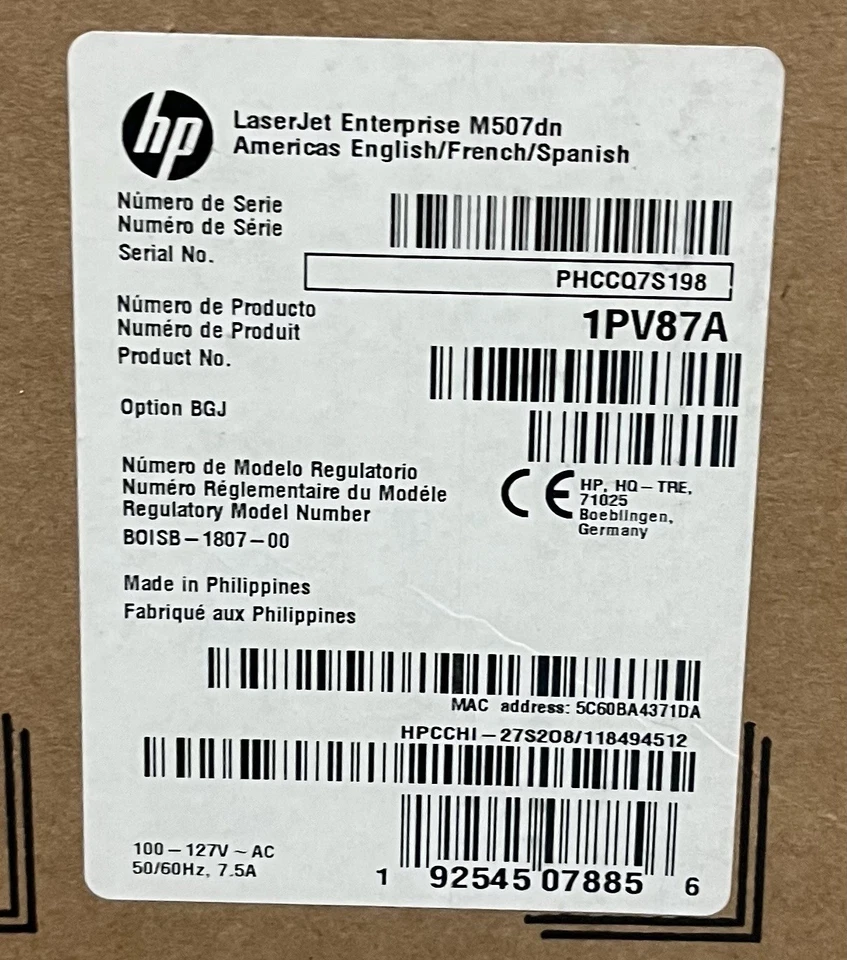 hp
LaserJet Enterprise M507dn
Americas English/French/Spanish
Número de Serie
Numéro de Série
Serial No.
PHCCQ7S198
Número de Producto
Numéro de Produit
Product No.
1PV87A
Option BGJ
Número de Modelo Regulatorio
Numéro Réglementaire du Modéle
Regulatory Model Number
BOISB-1807-00
CE
HP, HQ-TRE,
71025
Boeblingen,
Germany
Made in Philippines
Fabriqué aux Philippines
MAC address: 5C60BA4371DA
HPCCHI-27S2O8/118494512
100-127V ~ AC
50/60Hz, 7.5A
1 92545 07885 6